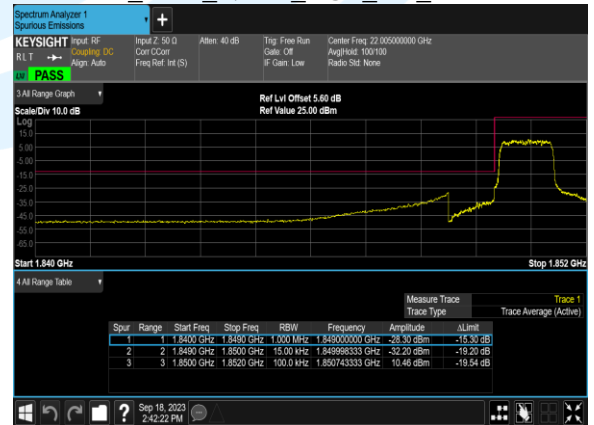 Spectrum Analyzer 1
Spurious Emissions
+
KEYSIGHT Input: RF Input Z: 50 Ω Atten: 40 dB Trig: Free Run Center Freq: 22.005000000 GHz
RLT Coupling: DC Corr CCorr Gate: Off Avg|Hold: 100/100
Align: Auto Freq Ref: Int (S) IF Gain: Low Radio Std: None
PASS
3 All Range Graph
Ref Lvl Offset 5.60 dB
Scale/Div 10.0 dB Ref Value 25.00 dBm
Log
15.0
5.00
-5.00
-15.0
-25.0
-35.0
-45.0
-55.0
-65.0
Start 1.840 GHz Stop 1.852 GHz
4 All Range Table
Measure Trace Trace 1
Trace Type Trace Average (Active)
Spur Range Start Freq Stop Freq RBW Frequency Amplitude ΔLimit
1 1 1.8400 GHz 1.8490 GHz 1.000 MHz 1.849000000 GHz -28.30 dBm -15.30 dB
2 2 1.8490 GHz 1.8500 GHz 15.00 kHz 1.849998333 GHz -32.20 dBm -19.20 dB
3 3 1.8500 GHz 1.8520 GHz 100.0 kHz 1.850743333 GHz 10.46 dBm -19.54 dB
? Sep 18, 2023
2:42:22 PM